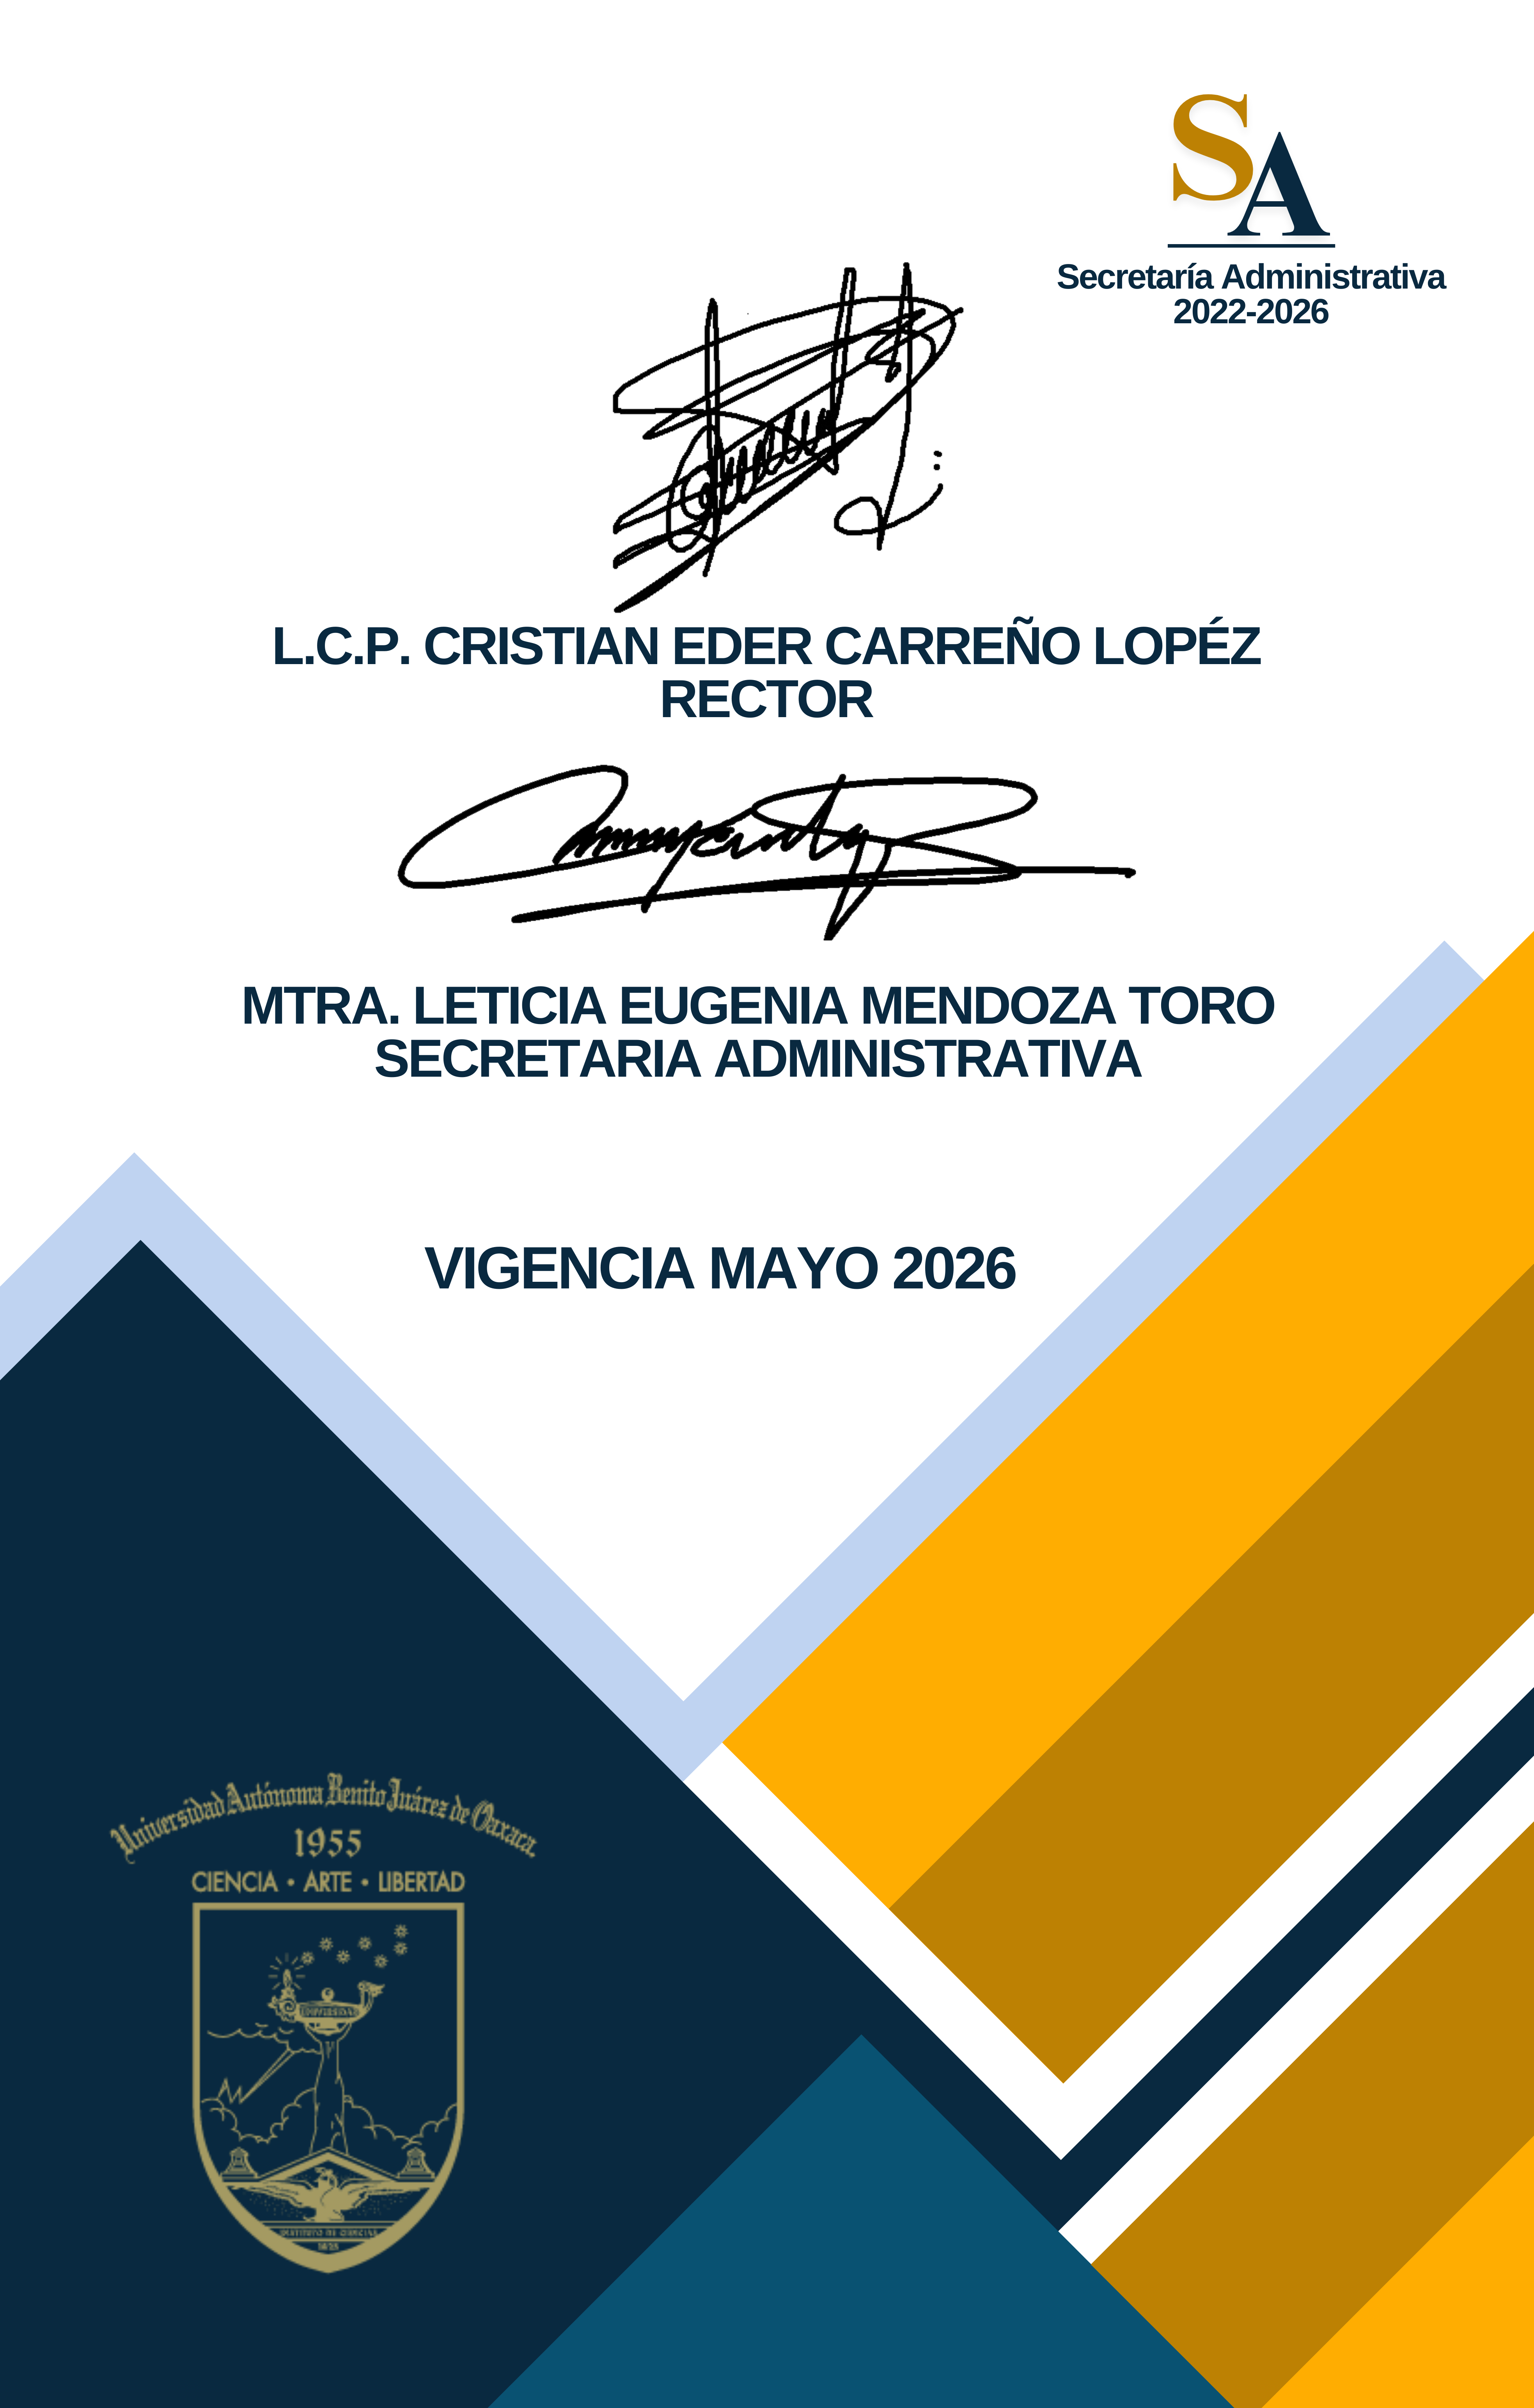 SA
Secretaría Administrativa
2022-2026
L.C.P. CRISTIAN EDER CARREÑO LOPÉZ
RECTOR
MTRA. LETICIA EUGENIA MENDOZA TORO
SECRETARIA ADMINISTRATIVA
VIGENCIA MAYO 2026
Universidad Autónoma Benito Juárez de Oaxaca.
1955
CIENCIA • ARTE • LIBERTAD
INSTITUTO DE CIENCIAS